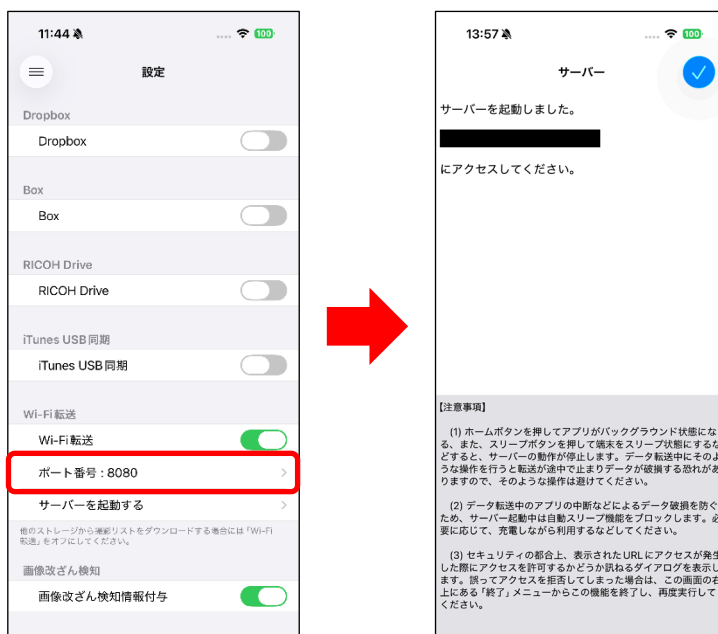 11:44
100
設定
Dropbox
Dropbox
Box
Box
RICOH Drive
RICOH Drive
iTunes USB同期
iTunes USB同期
Wi-Fi転送
Wi-Fi転送
ポート番号 : 8080
サーバーを起動する
他のストレージから撮影リストをダウンロードする場合には「Wi-Fi
転送」をオフにしてください。
画像改ざん検知
画像改ざん検知情報付与
13:57
100
サーバー
サーバーを起動しました。
にアクセスしてください。
【注意事項】
(1) ホームボタンを押してアプリがバックグラウンド状態にな
る、また、スリープボタンを押して端末をスリープ状態にするな
どすると、サーバーの動作が停止します。データ転送中にそのよ
うな操作を行うと転送が途中で止まりデータが破損する恐れがあ
りますので、そのような操作は避けてください。
(2) データ転送中のアプリの中断などによるデータ破損を防ぐ
ため、サーバー起動中は自動スリープ機能をブロックします。必
要に応じて、充電しながら利用するなどしてください。
(3) セキュリティの都合上、表示されたURLにアクセスが発生
した際にアクセスを許可するかどうか訊ねるダイアログを表示し
ます。誤ってアクセスを拒否してしまった場合は、この画面の右
上にある「終了」メニューからこの機能を終了し、再度実行して
ください。